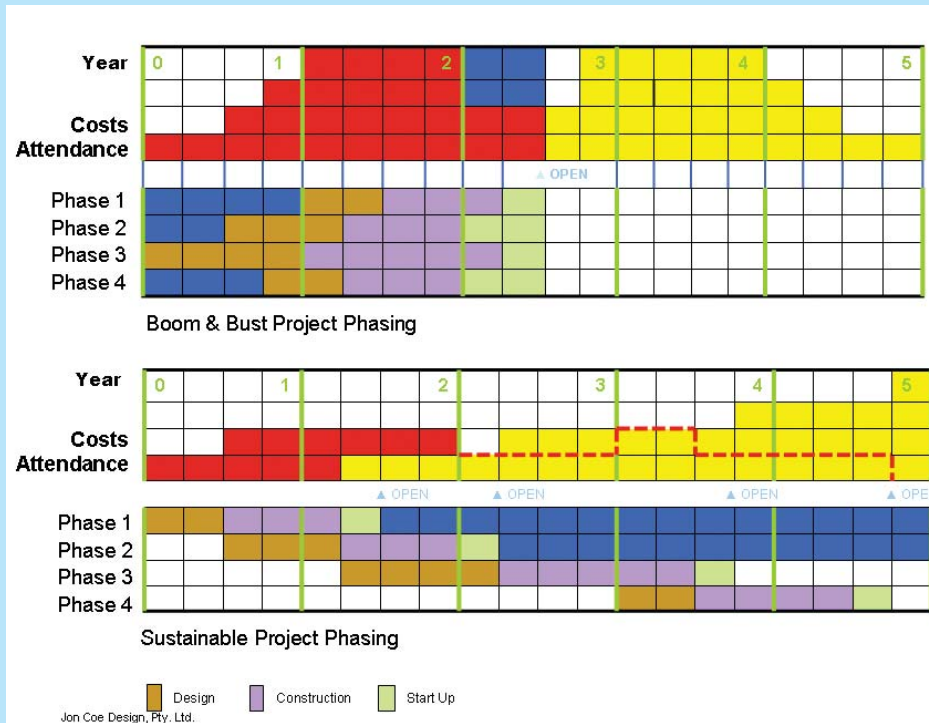 Year 0 1 2 3 4 5
Costs
Attendance
▲ OPEN
Phase 1
Phase 2
Phase 3
Phase 4
Boom & Bust Project Phasing
Year 0 1 2 3 4 5
Costs
Attendance
▲ OPEN ▲ OPEN ▲ OPEN ▲ OPE
Phase 1
Phase 2
Phase 3
Phase 4
Sustainable Project Phasing
Design Construction Start Up
Jon Coe Design, Pty. Ltd.